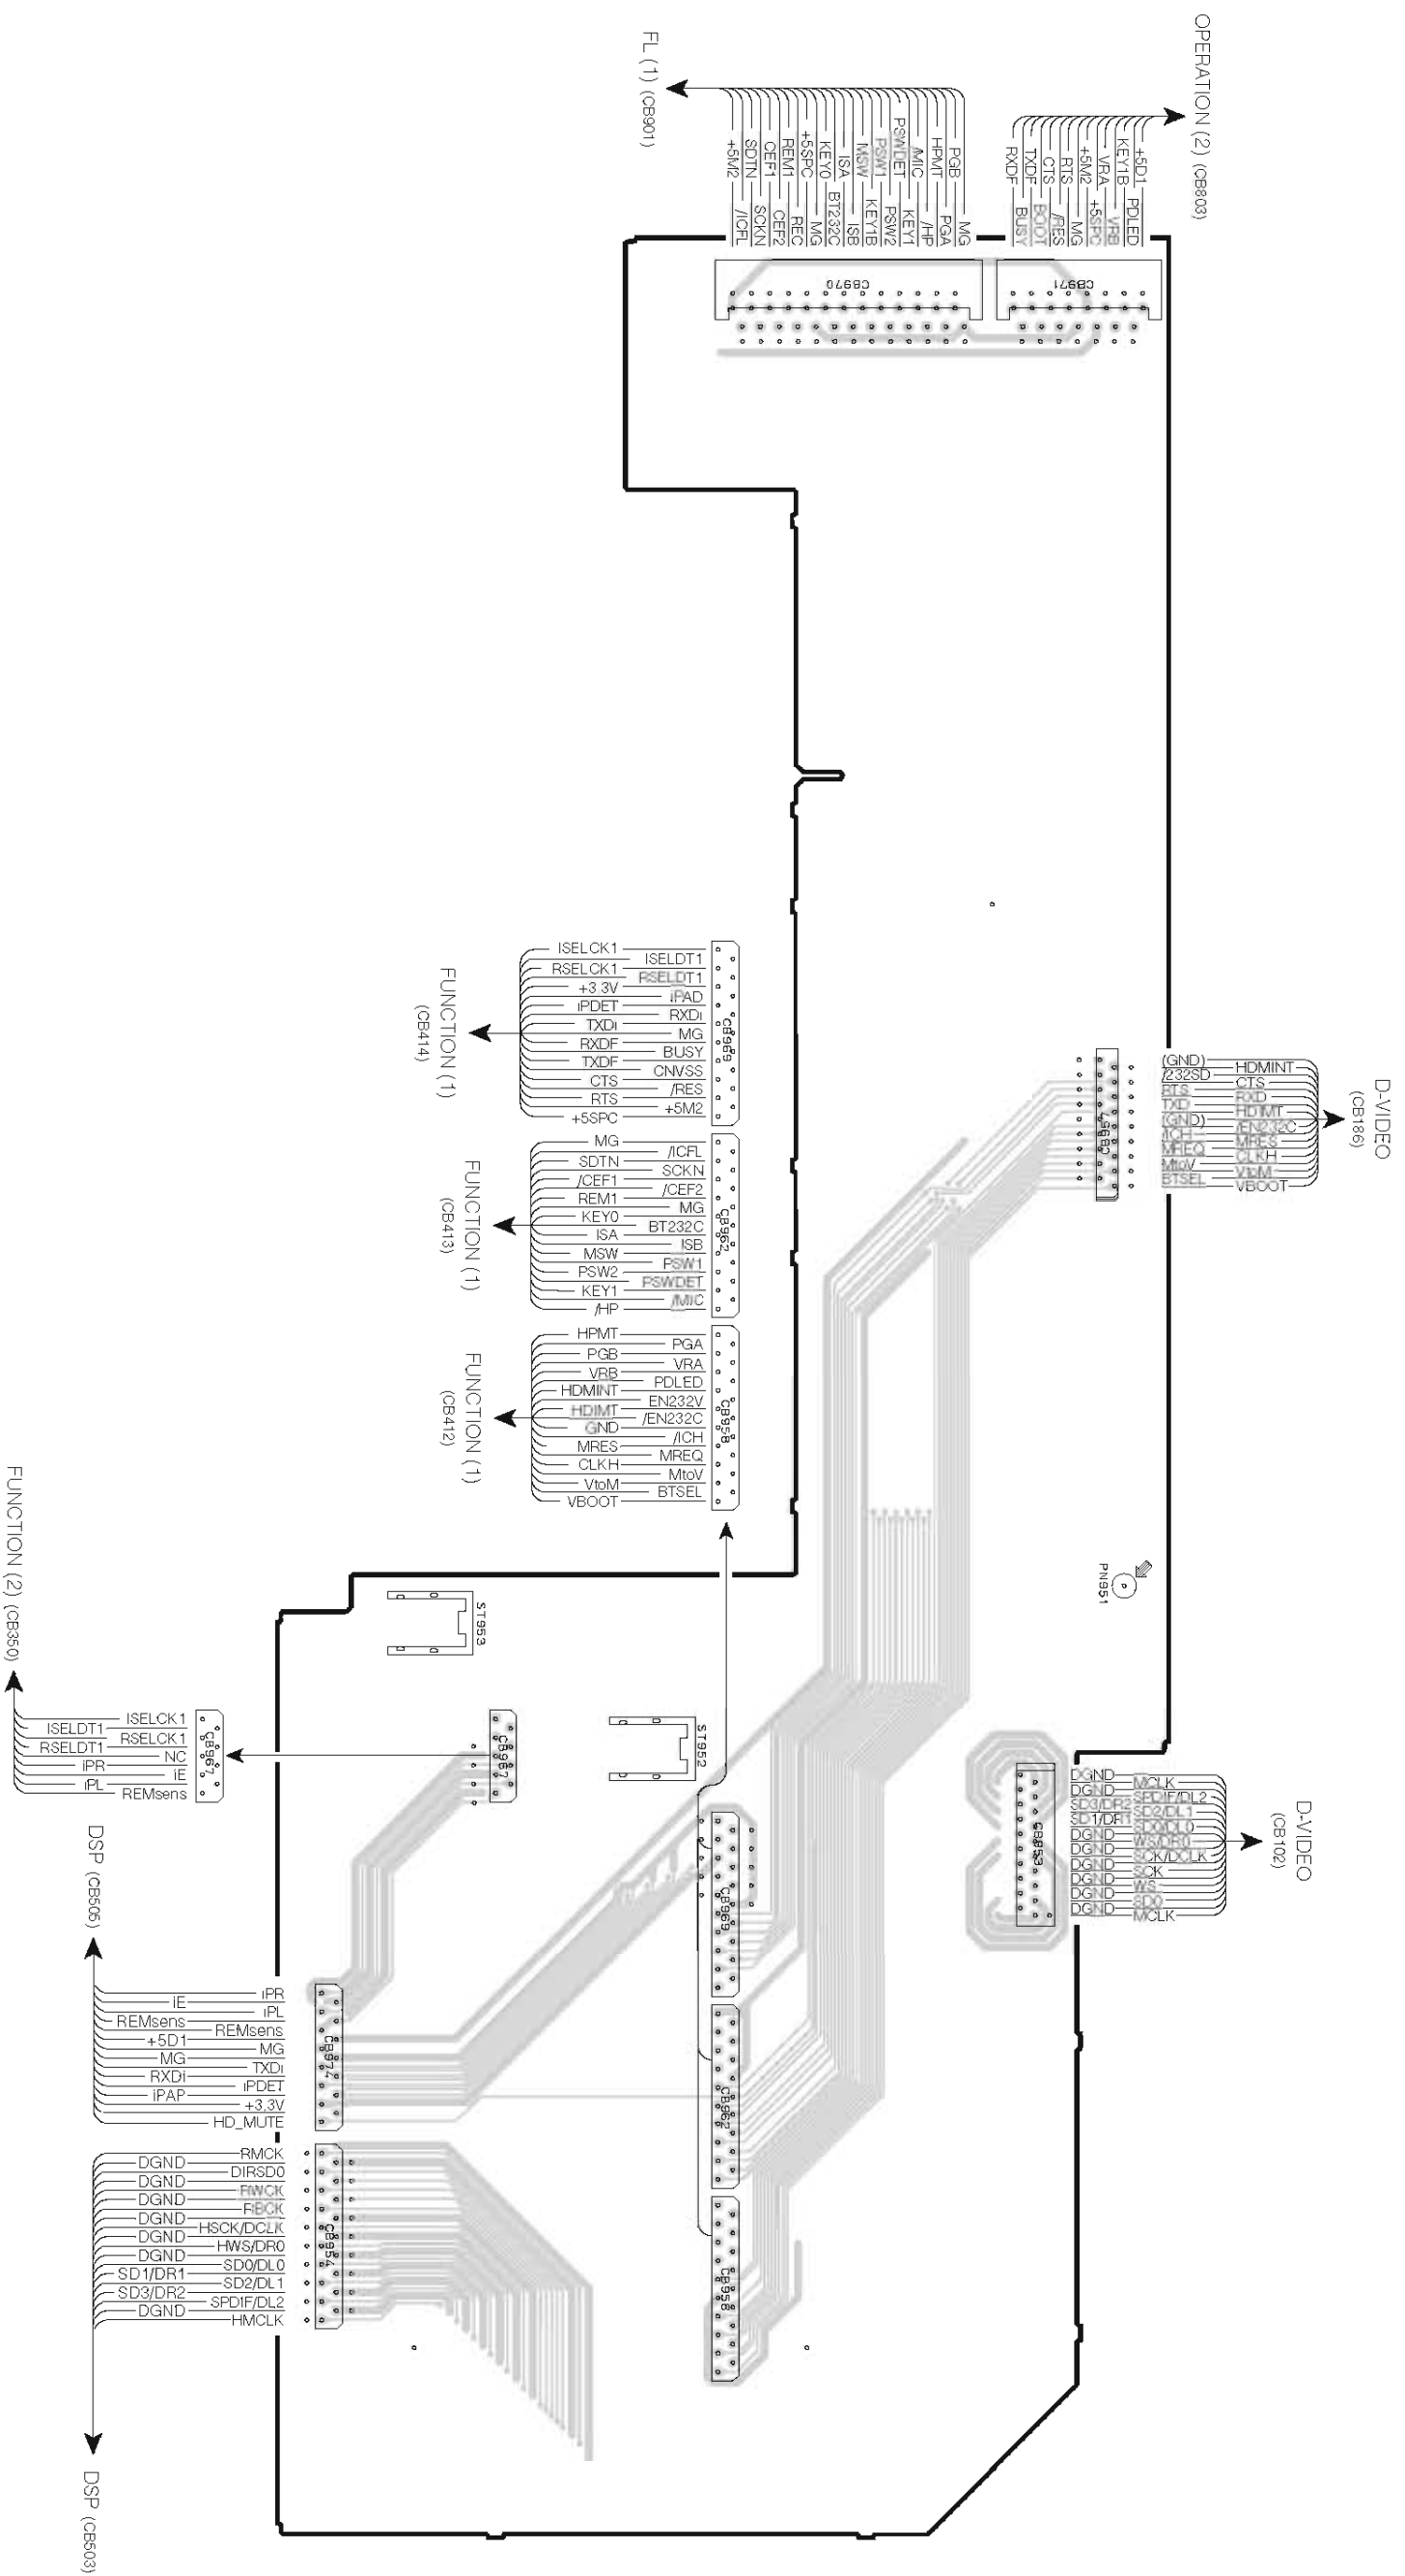 OPERATION (2) (CB803)
+5D1
PDLED
KEY1B
VRB
VRA
+5SPC
+5M2
MG
RTS
/RES
CTS
BOOT
TXDF
BUSY
RXDF
CB971
FL (1) (CB901)
MG
PGB
PGA
HPMT
/HP
/MIC
KEY1
PSWDET
PSW2
PSW1
KEY1B
MSW
ISB
ISA
BT232C
KEY0
MG
+5SPC
REC
REM1
CEF2
CEF1
SCKN
SDTN
/ICFL
+5M2
CB970
D-VIDEO
(CB186)
(GND)
HDMINT
/232SD
CTS
RTS
RXD
TXD
HDIMT
(GND)
/EN232C
/ICH
MRES
MREQ
CLKH
MtoV
VtoM
BTSEL
VBOOT
CB957
FUNCTION (1)
(CB414)
ISELCK1
ISELDT1
RSELCK1
RSELDT1
+3.3V
iPAD
iPDET
RXDi
TXDi
MG
RXDF
BUSY
TXDF
CNVSS
CTS
/RES
RTS
+5M2
+5SPC
CB969
FUNCTION (1)
(CB413)
MG
/ICFL
SDTN
SCKN
/CEF1
/CEF2
REM1
MG
KEY0
BT232C
ISA
ISB
MSW
PSW1
PSW2
PSWDET
KEY1
/MIC
/HP
CB962
FUNCTION (1)
(CB412)
HPMT
PGA
PGB
VRA
VRB
PDLED
HDMINT
EN232V
HDIMT
/EN232C
GND
/ICH
MRES
MREQ
CLKH
MtoV
VtoM
BTSEL
VBOOT
CB958
PN951
ST953
ST952
FUNCTION (2) (CB350)
ISELCK1
ISELDT1
RSELCK1
RSELDT1
NC
iPR
iE
iPL
REMsens
CB967
CB967
D-VIDEO
(CB102)
DGND
MCLK
DGND
SPDIF/DL2
SD3/DR2
SD2/DL1
SD1/DR1
SD0/DL0
DGND
WS/DR0
DGND
SCK/DCLK
DGND
SCK
DGND
WS
DGND
SD0
DGND
MCLK
CB953
CB969
CB962
CB958
DSP (CB505)
iPR
iE
iPL
REMsens
REMsens
+5D1
MG
MG
TXDi
RXDi
iPDET
iPAP
+3.3V
HD_MUTE
CB974
RMCK
DGND
DIRSD0
DGND
RWCK
DGND
RBCK
DGND
HSCK/DCLK
DGND
HWS/DR0
DGND
SD0/DL0
SD1/DR1
SD2/DL1
SD3/DR2
SPDIF/DL2
DGND
HMCLK
CB954
DSP (CB503)